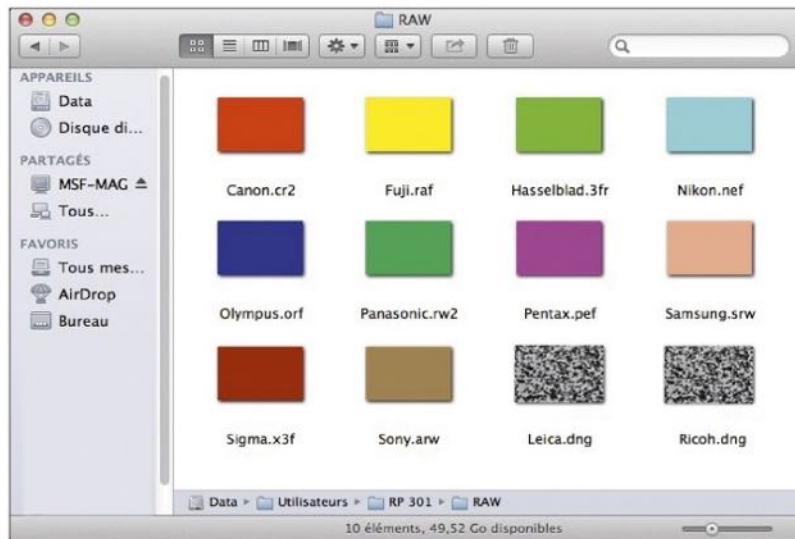 RAW
APPAREILS
Data
Disque di...
PARTAGÉS
MSF-MAG
Tous...
FAVORIS
Tous mes...
AirDrop
Bureau
Canon.cr2
Fuji.raf
Hasselblad.3fr
Nikon.nef
Olympus.orf
Panasonic.rw2
Pentax.pef
Samsung.srw
Sigma.x3f
Sony.arw
Leica.dng
Ricoh.dng
Data Utilisateurs RP 301 RAW
10 éléments, 49,52 Go disponibles